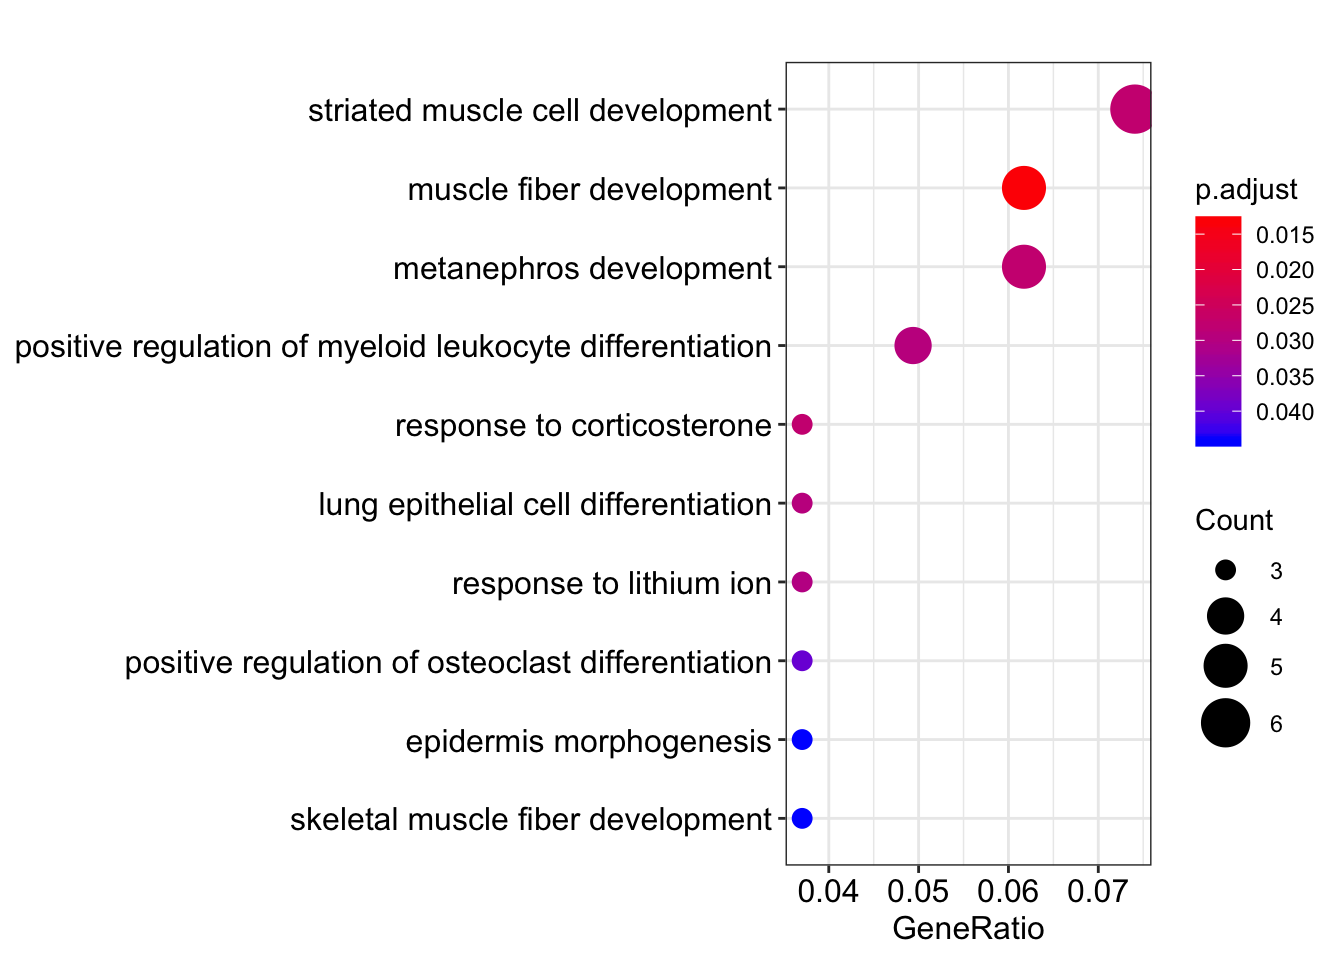 striated muscle cell development
muscle fiber development
metanephros development
positive regulation of myeloid leukocyte differentiation
response to corticosterone
lung epithelial cell differentiation
response to lithium ion
positive regulation of osteoclast differentiation
epidermis morphogenesis
skeletal muscle fiber development
0.04 0.05 0.06 0.07
GeneRatio
p.adjust
0.015
0.020
0.025
0.030
0.035
0.040
Count
3
4
5
6